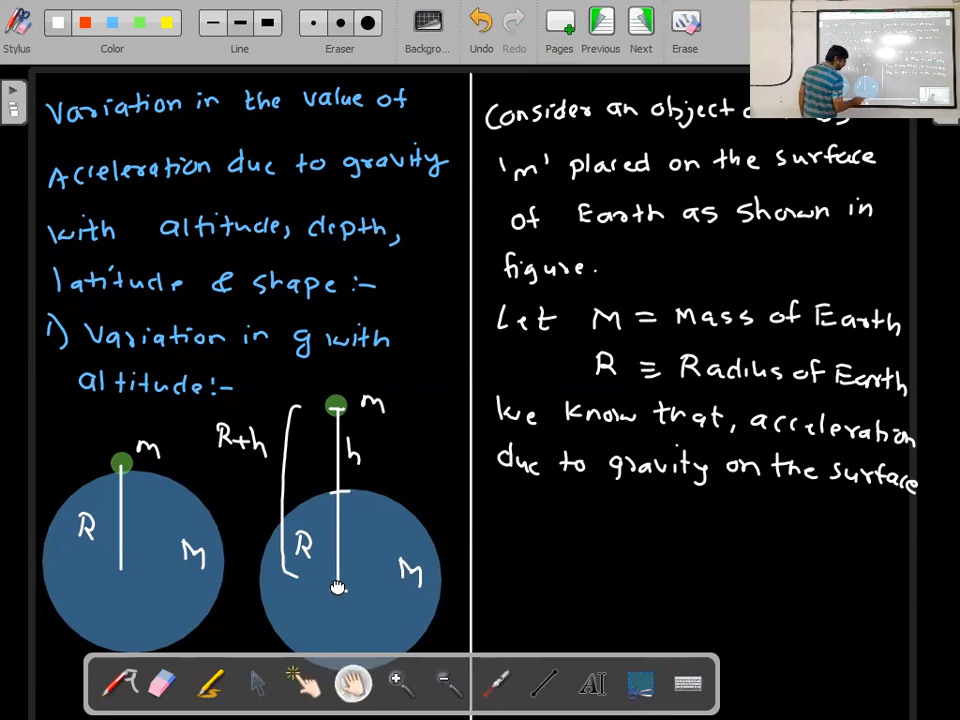 Stylus
Color
Line
Eraser
Backgro...
Undo
Redo
Pages
Previous
Next
Erase
Variation in the value of
Acceleration due to gravity
with altitude, depth,
latitude & shape :-
1) Variation in g with
altitude :-
m
R
M
m
R+h
h
R
M
Consider an object
'm' placed on the surface
of Earth as shown in
figure.
Let M = Mass of Earth
R ≡ Radius of Earth
We know that, acceleration
due to gravity on the surface
AI